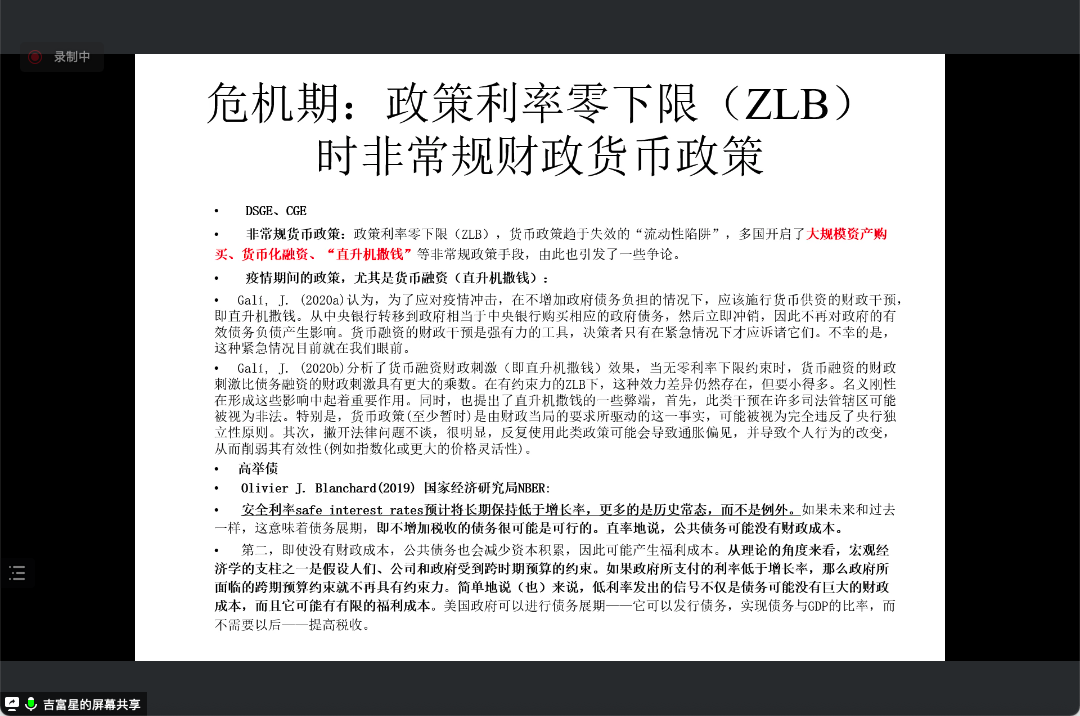 录制中
危机期：政策利率零下限（ZLB）
时非常规财政货币政策
• DSGE、CGE
• 非常规货币政策：政策利率零下限（ZLB），货币政策趋于失效的“流动性陷阱”，多国开启了大规模资产购
买、货币化融资、“直升机撒钱”等非常规政策手段，由此也引发了一些争论。
• 疫情期间的政策，尤其是货币融资（直升机撒钱）：
• Galí, J. (2020a)认为，为了应对疫情冲击，在不增加政府债务负担的情况下，应该施行货币供资的财政干预，
即直升机撒钱。从中央银行转移到政府相当于中央银行购买相应的政府债务，然后立即冲销，因此不再对政府的有
效债务负债产生影响。货币融资的财政干预是强有力的工具，决策者只有在紧急情况下才应诉诸它们。不幸的是，
这种紧急情况目前就在我们眼前。
• Galí, J. (2020b)分析了货币融资财政刺激（即直升机撒钱）效果，当无零利率下限约束时，货币融资的财政
刺激比债务融资的财政刺激具有更大的乘数。在有约束力的ZLB下，这种效力差异仍然存在，但要小得多。名义刚性
在形成这些影响中起着重要作用。同时，也提出了直升机撒钱的一些弊端，首先，此类干预在许多司法管辖区可能
被视为非法。特别是，货币政策(至少暂时)是由财政当局的要求所驱动的这一事实，可能被视为完全违反了央行独
立性原则。其次，撇开法律问题不谈，很明显，反复使用此类政策可能会导致通胀偏见，并导致个人行为的改变，
从而削弱其有效性(例如指数化或更大的价格灵活性)。
• 高举债
• Olivier J. Blanchard(2019) 国家经济研究局NBER:
• 安全利率safe interest rates预计将长期保持低于增长率，更多的是历史常态，而不是例外。如果未来和过去
一样，这意味着债务展期，即不增加税收的债务很可能是可行的。直率地说，公共债务可能没有财政成本。
• 第二，即使没有财政成本，公共债务也会减少资本积累，因此可能产生福利成本。从理论的角度来看，宏观经
济学的支柱之一是假设人们、公司和政府受到跨时期预算的约束。如果政府所支付的利率低于增长率，那么政府所
面临的跨期预算约束就不再具有约束力。简单地说（也）来说，低利率发出的信号不仅是债务可能没有巨大的财政
成本，而且它可能有有限的福利成本。美国政府可以进行债务展期——它可以发行债务，实现债务与GDP的比率，而
不需要以后——提高税收。
吉富星的屏幕共享